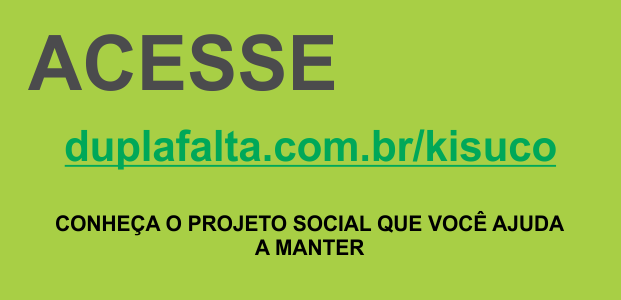 ACESSE
duplafalta.com.br/kisuco
CONHEÇA O PROJETO SOCIAL QUE VOCÊ AJUDA
A MANTER